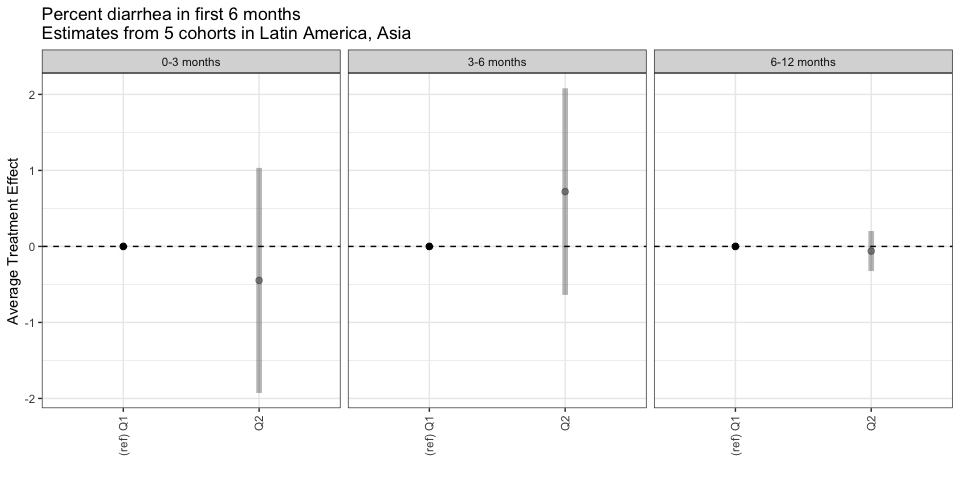 Percent diarrhea in first 6 months
Estimates from 5 cohorts in Latin America, Asia
0-3 months
3-6 months
6-12 months
Average Treatment Effect
2
1
0
-1
-2
(ref) Q1
Q2
(ref) Q1
Q2
(ref) Q1
Q2